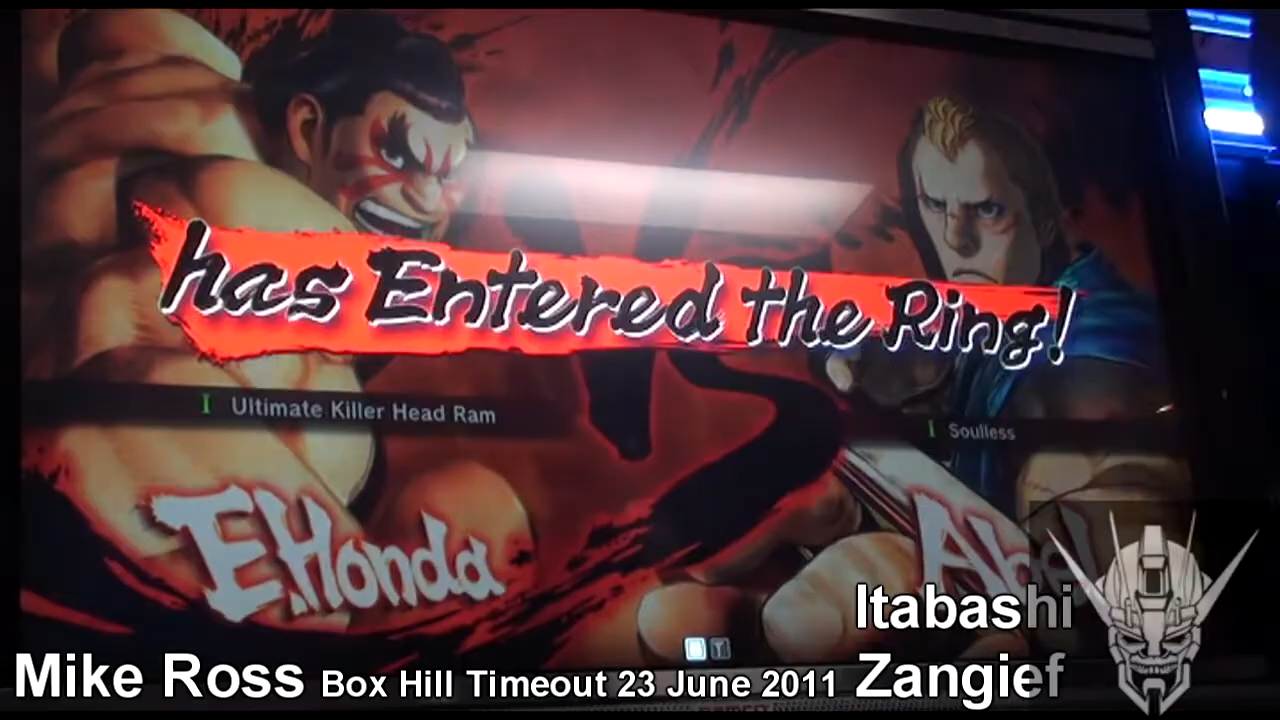 has Entered the Ring!
I Ultimate Killer Head Ram
I Soulless
E.Honda
Abel
Itabashi
Zangief
Mike Ross Box Hill Timeout 23 June 2011